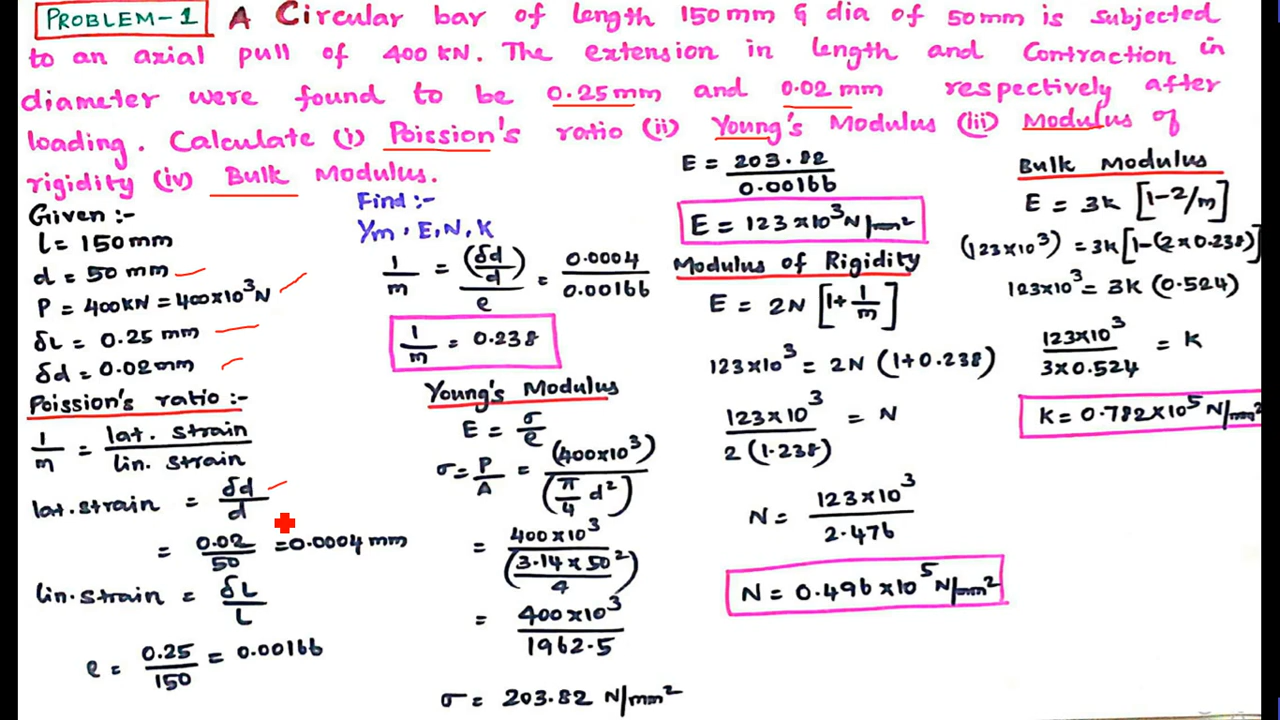 PROBLEM-1 A Circular bar of length 150mm & dia of 50mm is subjected
to an axial pull of 400 kN. The extension in length and contraction in
diameter were found to be 0.25mm and 0.02mm respectively after
loading. Calculate (i) Poission's ratio (ii) Young's Modulus (iii) Modulus of
rigidity (iv) Bulk Modulus.
Given :-
l = 150 mm
d = 50 mm
P = 400 kN = 400×10³N
δL = 0.25 mm
δd = 0.02mm
Poission's ratio :-
1/m = lat. strain / lin. strain
lat. strain = δd/d
= 0.02/50 = 0.0004 mm
lin. strain = δL/L
e = 0.25/150 = 0.00166
Find :-
Ym, E, N, K
1/m = (δd/d)/e = 0.0004/0.00166
1/m = 0.238
Young's Modulus
E = σ/e
σ = P/A = (400×10³)/(π/4 d²)
= 400×10³/(3.14×50²/4)
= 400×10³/1962.5
σ = 203.82 N/mm²
E = 203.82/0.00166
E = 123×10³ N/mm²
Modulus of Rigidity
E = 2N [1+1/m]
123×10³ = 2N (1+0.238)
123×10³/2(1.238) = N
N = 123×10³/2.476
N = 0.496×10⁵ N/mm²
Bulk Modulus
E = 3K [1-2/m]
(123×10³) = 3K[1-(2×0.238)]
123×10³ = 3K (0.524)
123×10³/3×0.524 = K
K = 0.782×10⁵ N/mm²